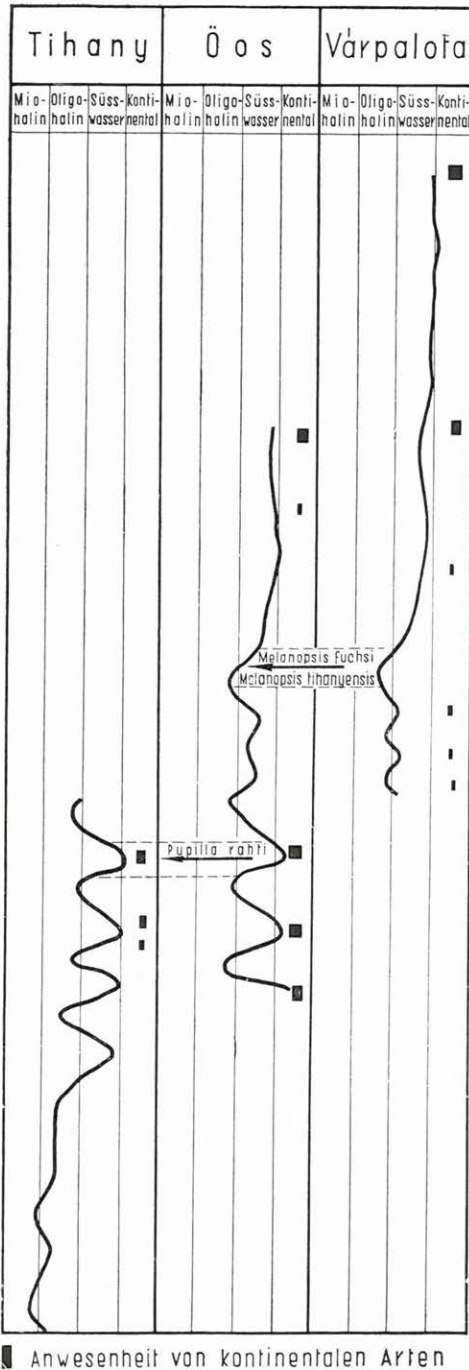 Tihany Öos Várpalota
Mio- Oligo- Süss- Konti- Mio- Oligo- Süss- Konti- Mio- Oligo- Süss- Konti-
halin halin wasser nental halin halin wasser nental halin halin wasser nental
Melanopsis fuchsi
Melanopsis tihanyensis
Pupilla rahti
Anwesenheit von kontinentalen Arten